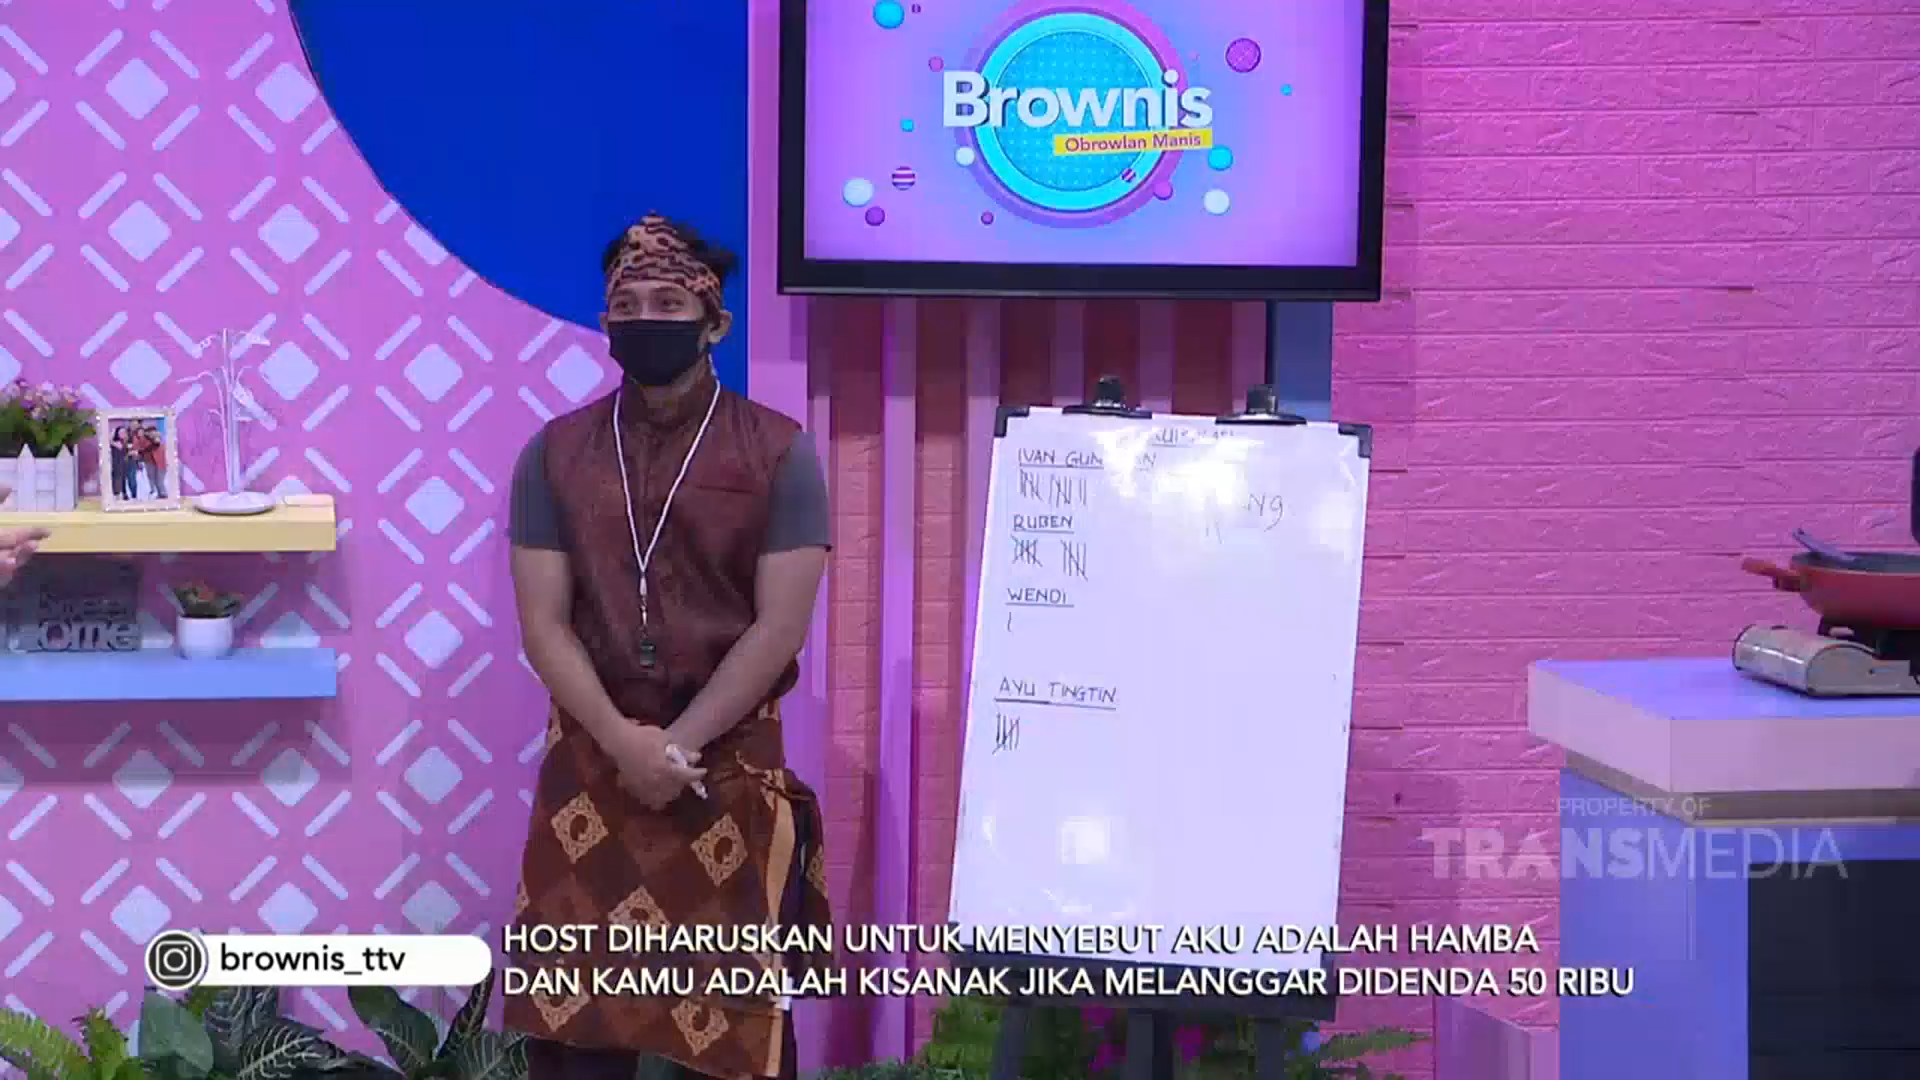 Brownis
Obrowlan Manis
IVAN
RUBEN
WENDI
AYU TINGTIN
Home
PROPERTY OF
TRANSMEDIA
brownis_ttv
HOST DIHARUSKAN UNTUK MENYEBUT AKU ADALAH HAMBA
DAN KAMU ADALAH KISANAK JIKA MELANGGAR DIDENDA 50 RIBU